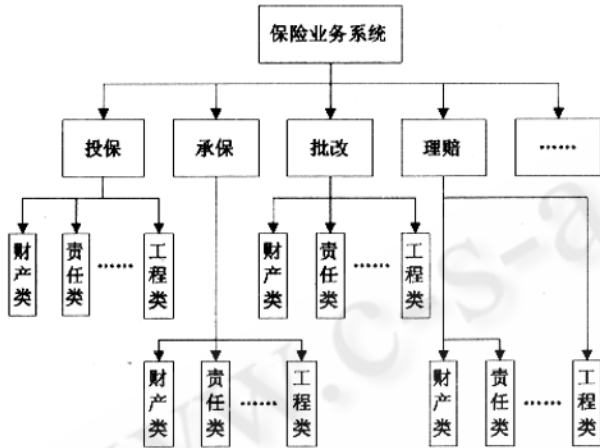 保险业务系统
投保 承保 批改 理赔 ······
财产类 责任类 ······ 工程类 财产类 责任类 ······ 工程类
财产类 责任类 ······ 工程类 财产类 责任类 ······ 工程类